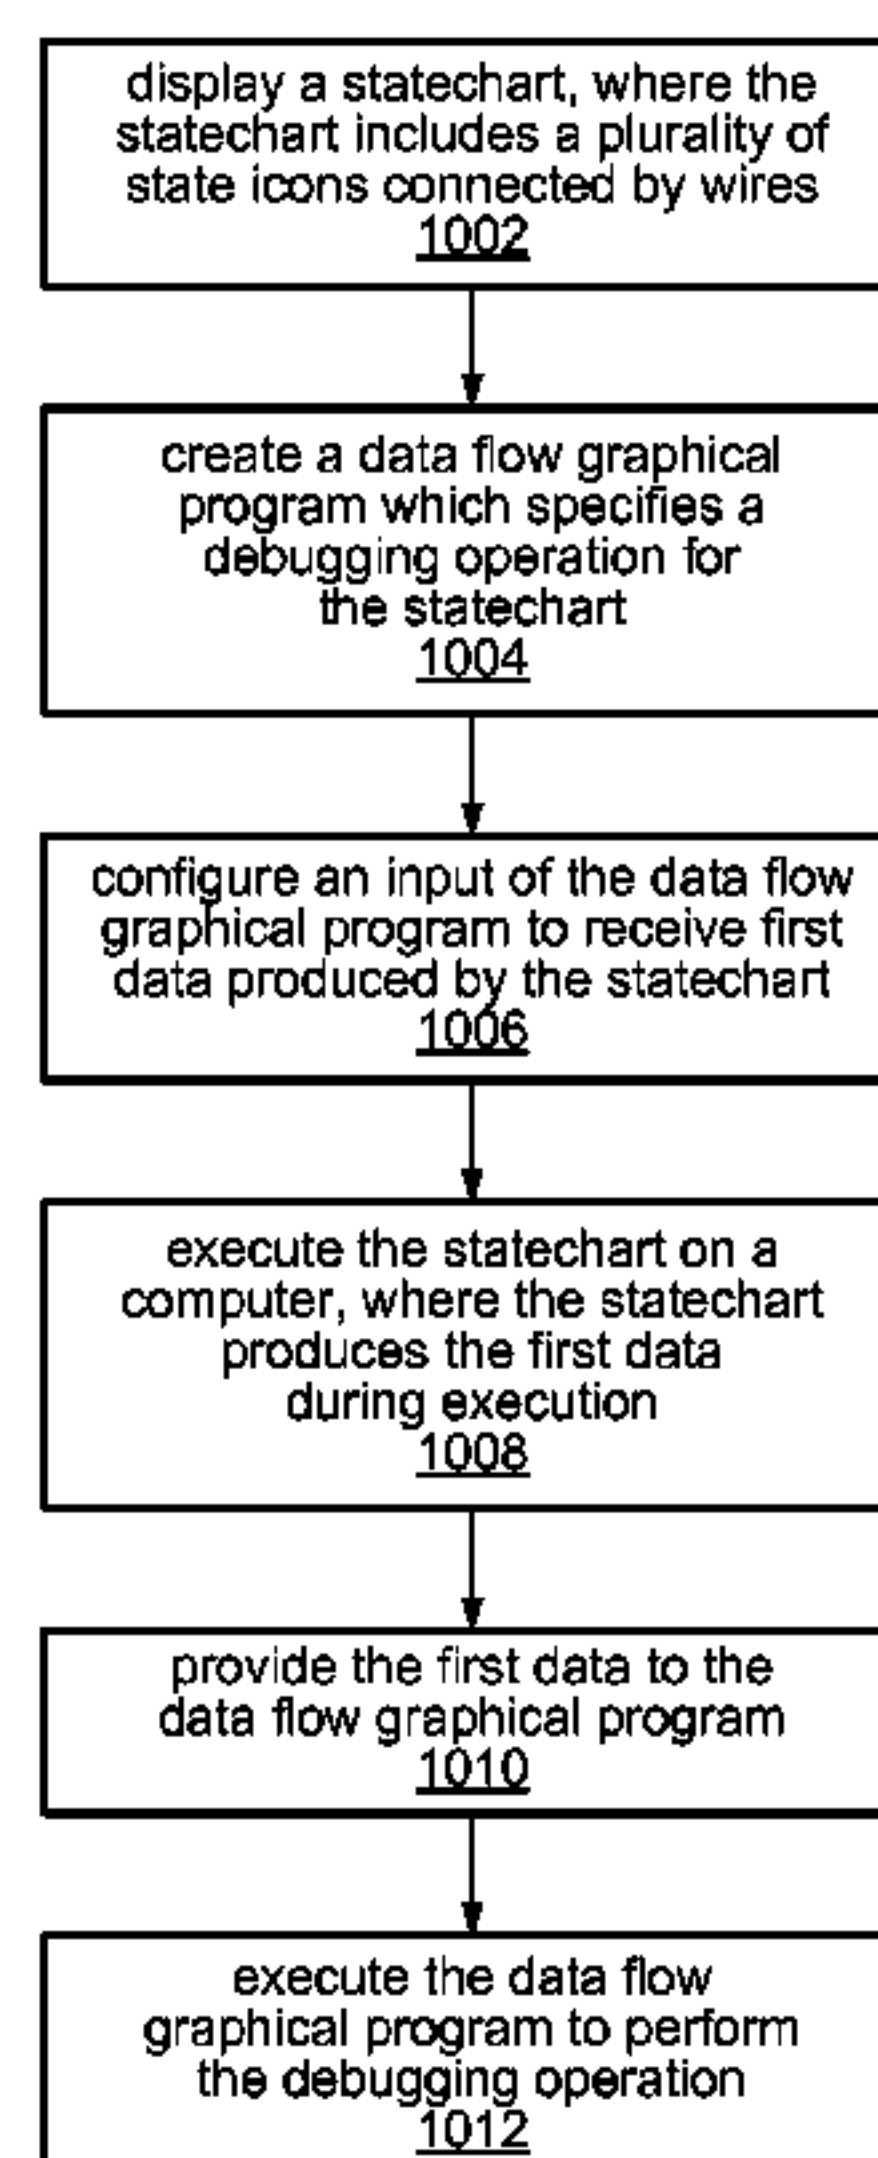 display a statechart, where the
statechart includes a plurality of
state icons connected by wires
1002
create a data flow graphical
program which specifies a
debugging operation for
the statechart
1004
configure an input of the data flow
graphical program to receive first
data produced by the statechart
1006
execute the statechart on a
computer, where the statechart
produces the first data
during execution
1008
provide the first data to the
data flow graphical program
1010
execute the data flow
graphical program to perform
the debugging operation
1012